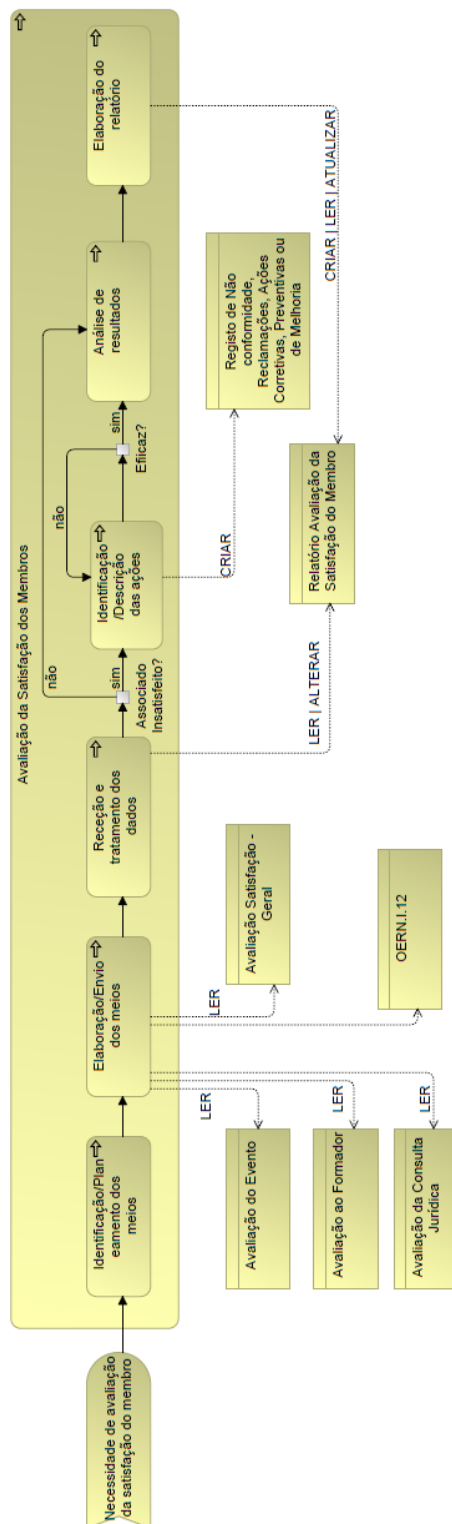 Avaliação da Satisfação dos Membros
Necessidade de avaliação
da satisfação do membro
Identificação/Plan
eamento dos
meios
Elaboração/Envio
dos meios
Receção e
tratamento dos
dados
Associado
Insatisfeito?
sim
não
Identificação
/Descrição
das ações
Eficaz?
sim
não
Análise de
resultados
Elaboração do
relatório
LER
LER
LER
LER
Avaliação do Evento
Avaliação ao Formador
Avaliação da Consulta
Jurídica
Avaliação Satisfação -
Geral
OERN.I.12
LER | ALTERAR
CRIAR
CRIAR | LER | ATUALIZAR
Registo de Não
conformidade,
Reclamações, Ações
Corretivas, Preventivas ou
de Melhoria
Relatório Avaliação da
Satisfação do Membro